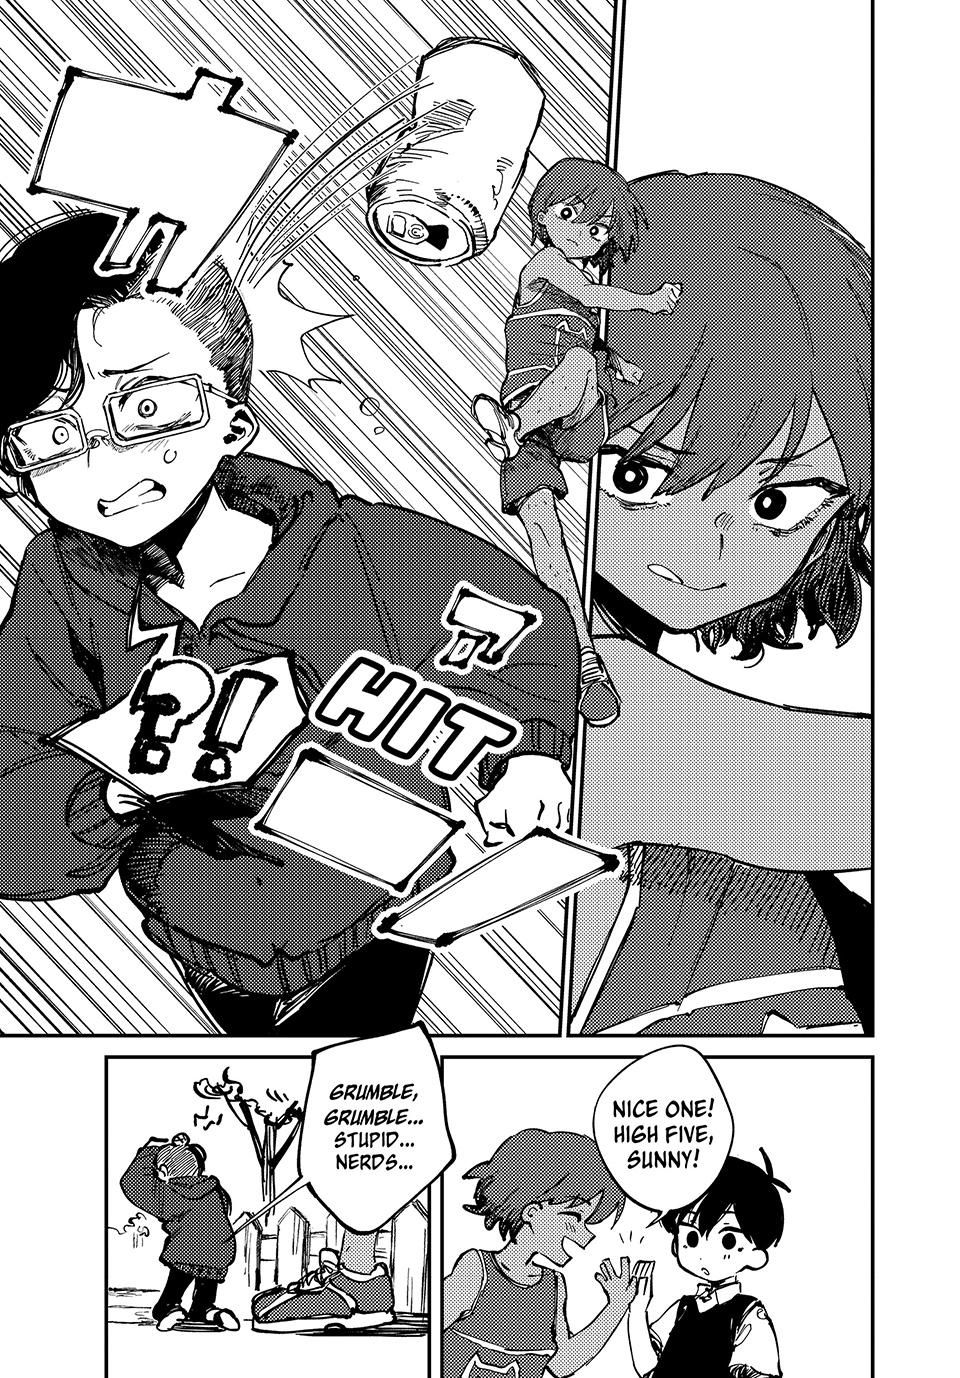 ?!
HIT
NICE ONE!
HIGH FIVE,
SUNNY!
GRUMBLE,
GRUMBLE...
STUPID...
NERDS...